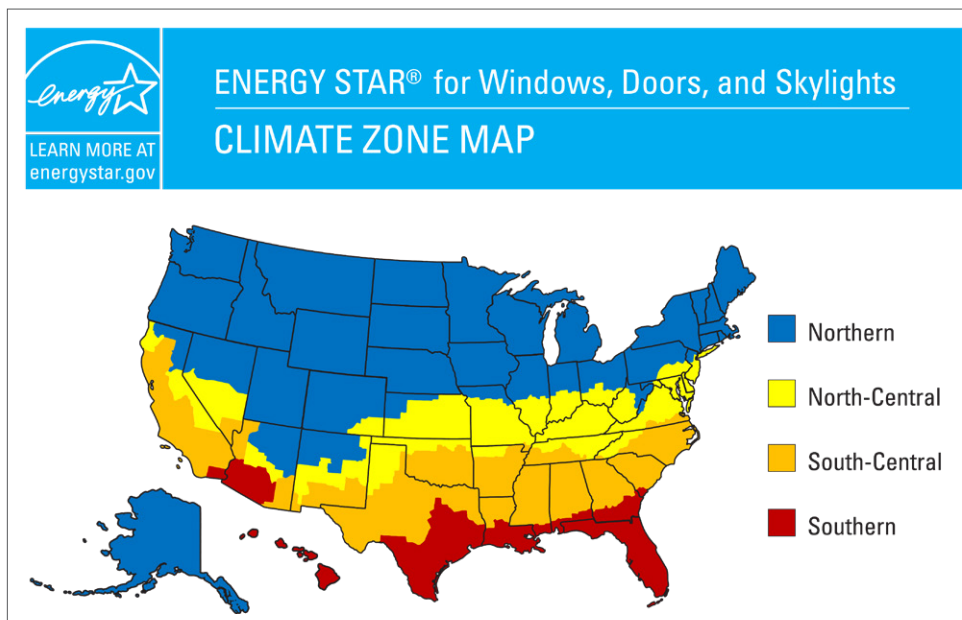 energy
LEARN MORE AT
energystar.gov
ENERGY STAR® for Windows, Doors, and Skylights
CLIMATE ZONE MAP
Northern
North-Central
South-Central
Southern